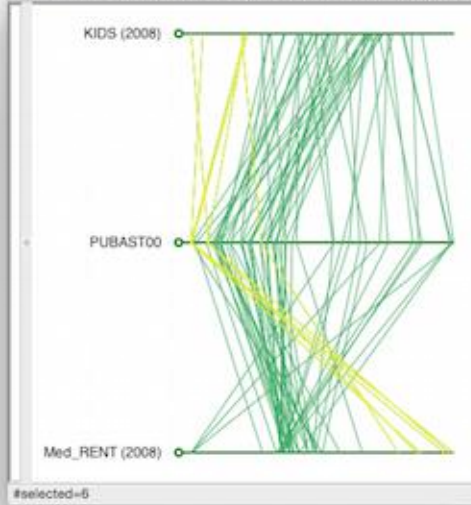 KIDS (2008)
PUBAST00
Med_RENT (2008)
#selected=6